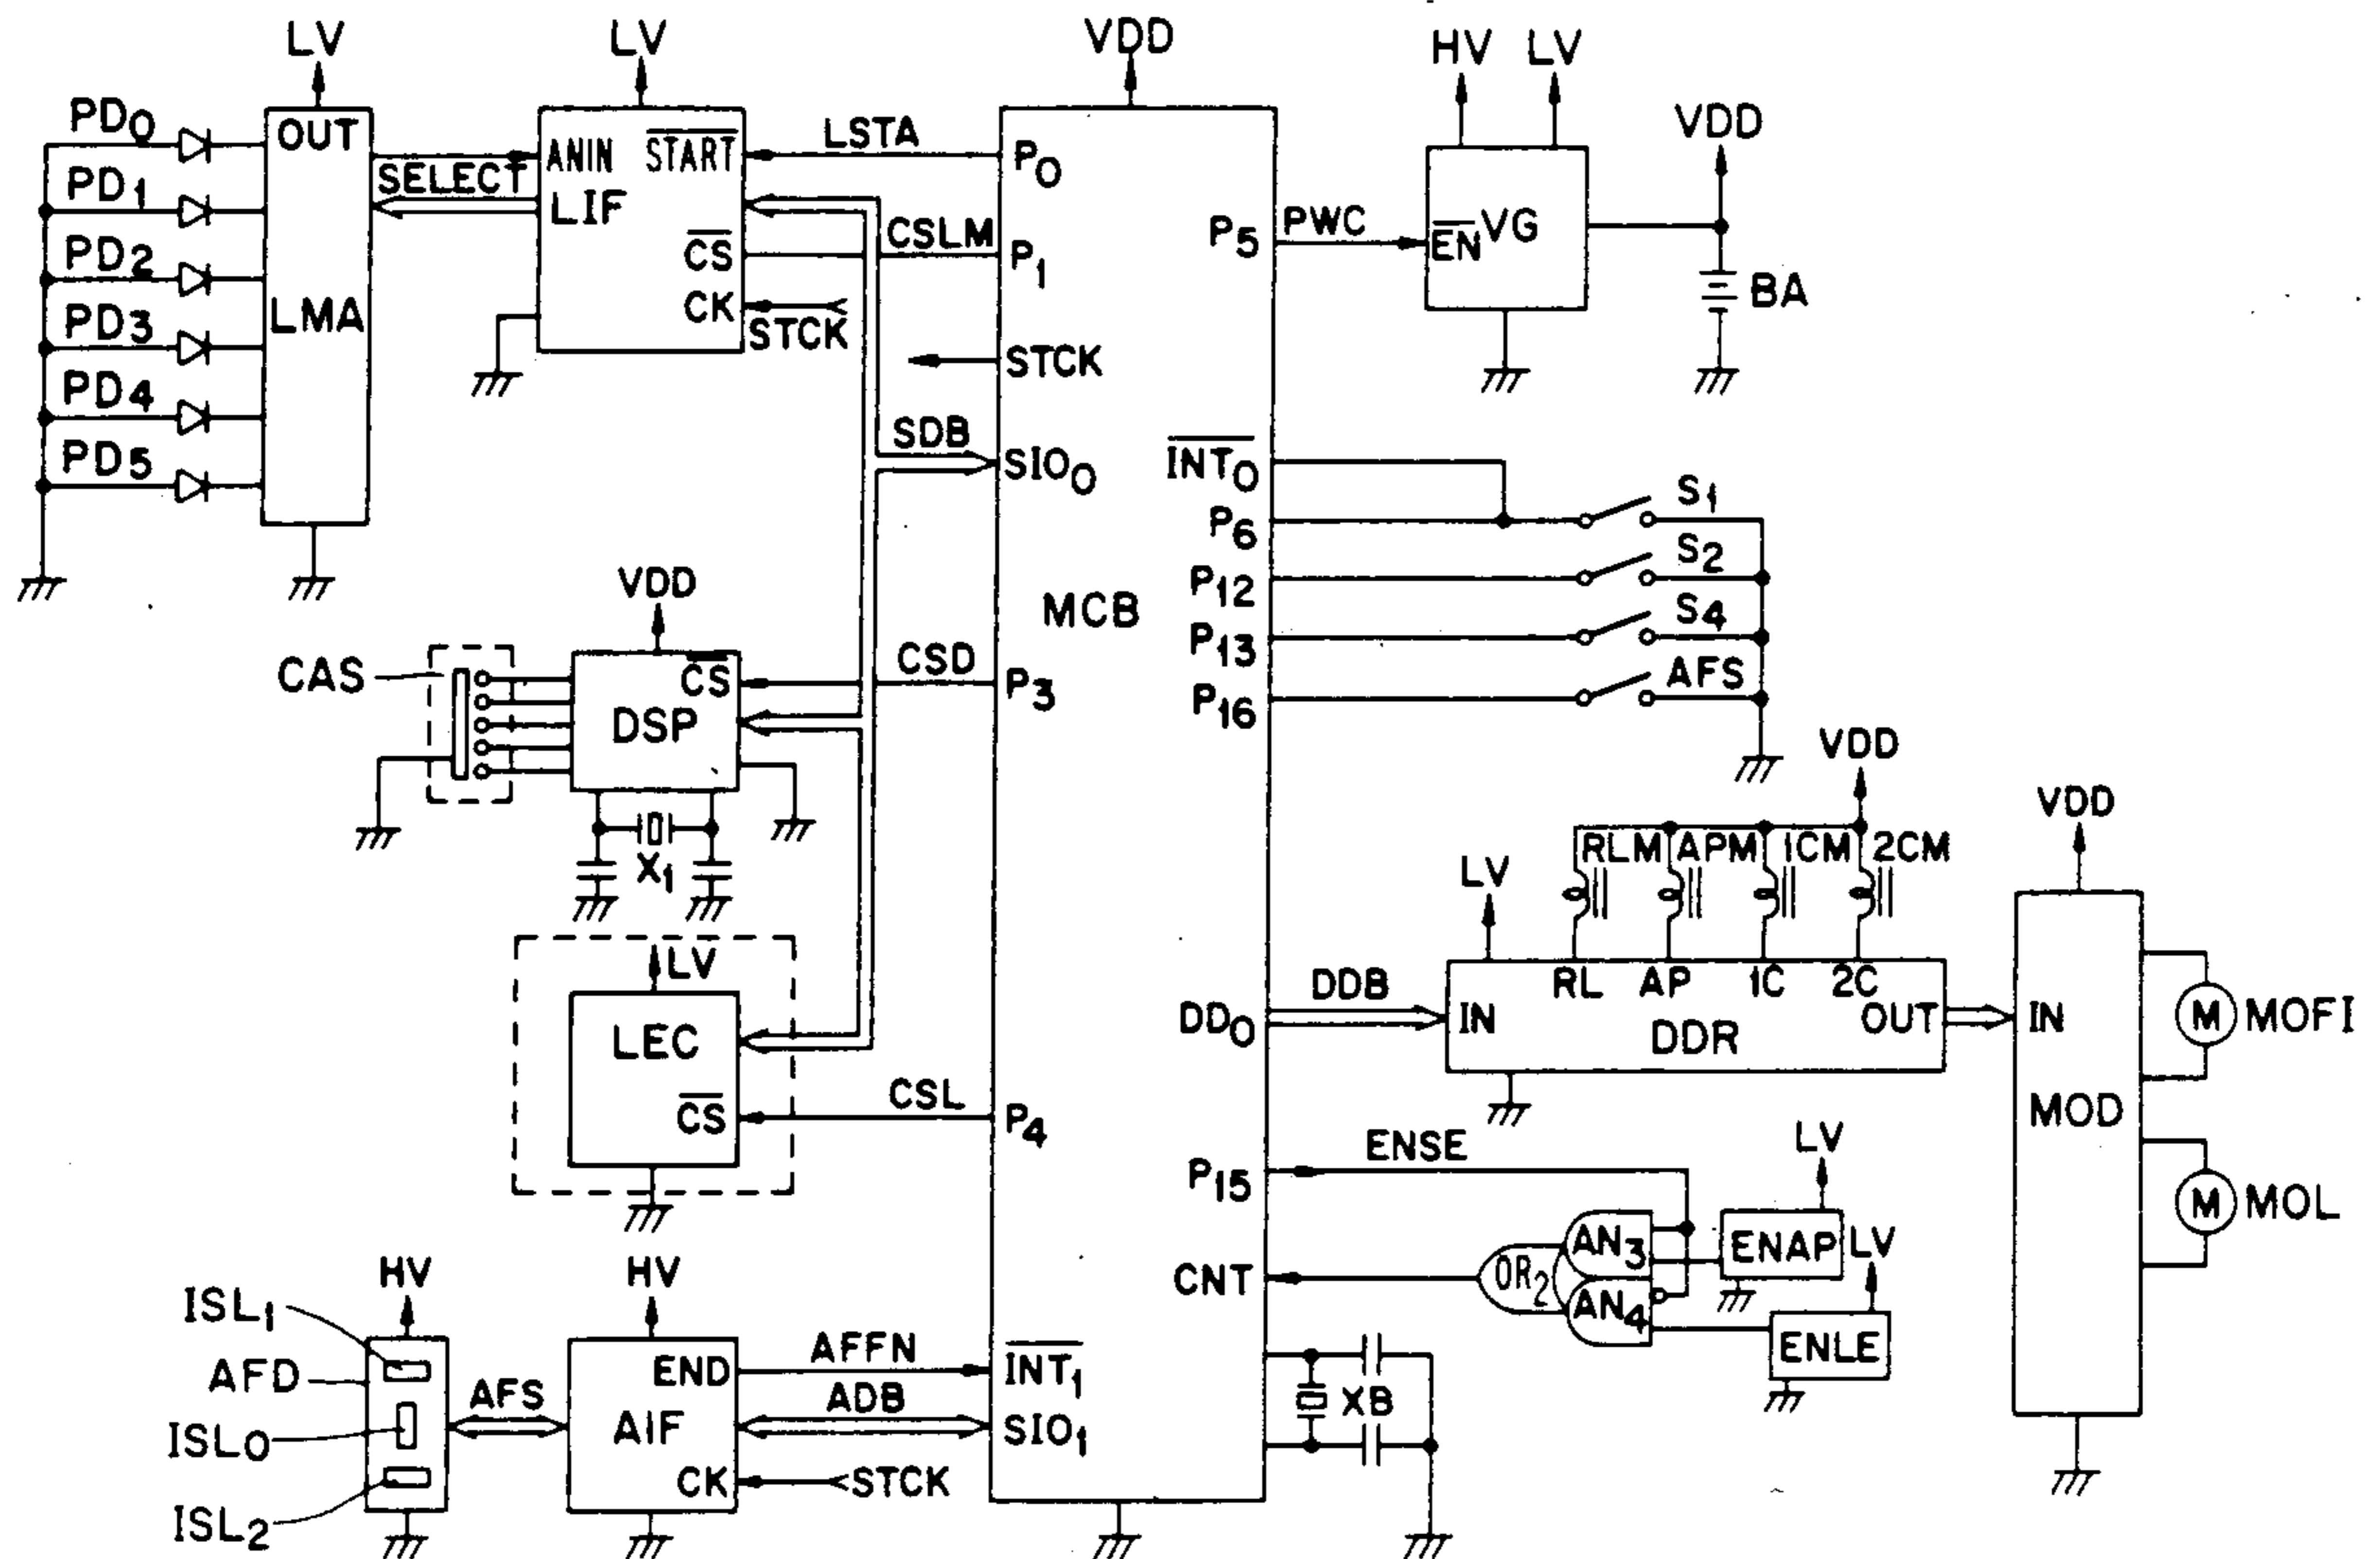 LV
LV
VDD
HV
LV
VDD
PD0
PD1
PD2
PD3
PD4
PD5
OUT
LMA
SELECT
ANIN
START
LIF
CS
CK
STCK
LSTA
CSLM
SDB
P0
P1
STCK
SIO0
MCB
P5
PWC
EN
VG
BA
INT0
P6
P12
P13
P16
S1
S2
S4
AFS
VDD
CAS
CS
DSP
X1
CSD
P3
LV
LEC
CS
CSL
P4
VDD
RLM
APM
1CM
2CM
LV
RL
AP
1C
2C
DD0
DDB
IN
DDR
OUT
VDD
IN
MOD
M
MOFI
M
MOL
P15
ENSE
LV
AN3
ENAP
LV
CNT
OR2
AN4
ENLE
XB
HV
HV
ISL1
AFD
ISL0
ISL2
AFS
END
AIF
CK
AFFN
ADB
STCK
INT1
SIO1